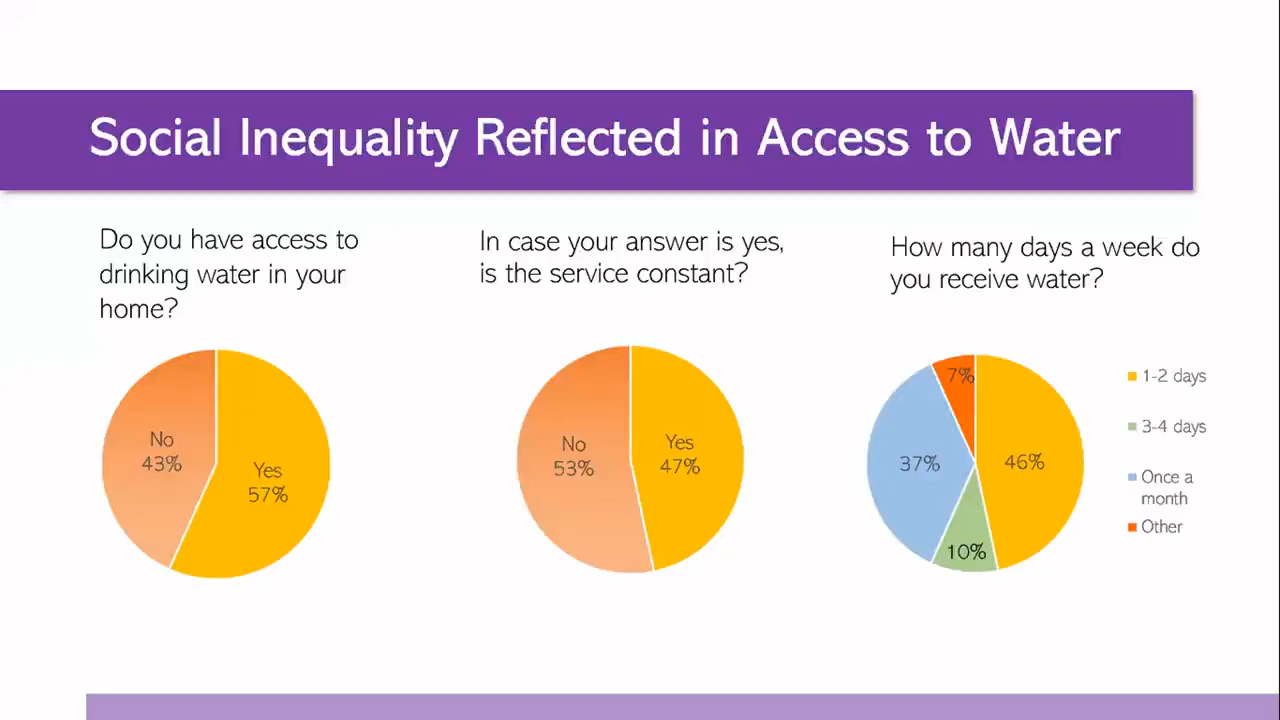 Social Inequality Reflected in Access to Water
Do you have access to
drinking water in your
home?
No
43%
Yes
57%
In case your answer is yes,
is the service constant?
No
53%
Yes
47%
How many days a week do
you receive water?
7%
37%
46%
10%
1-2 days
3-4 days
Once a
month
Other